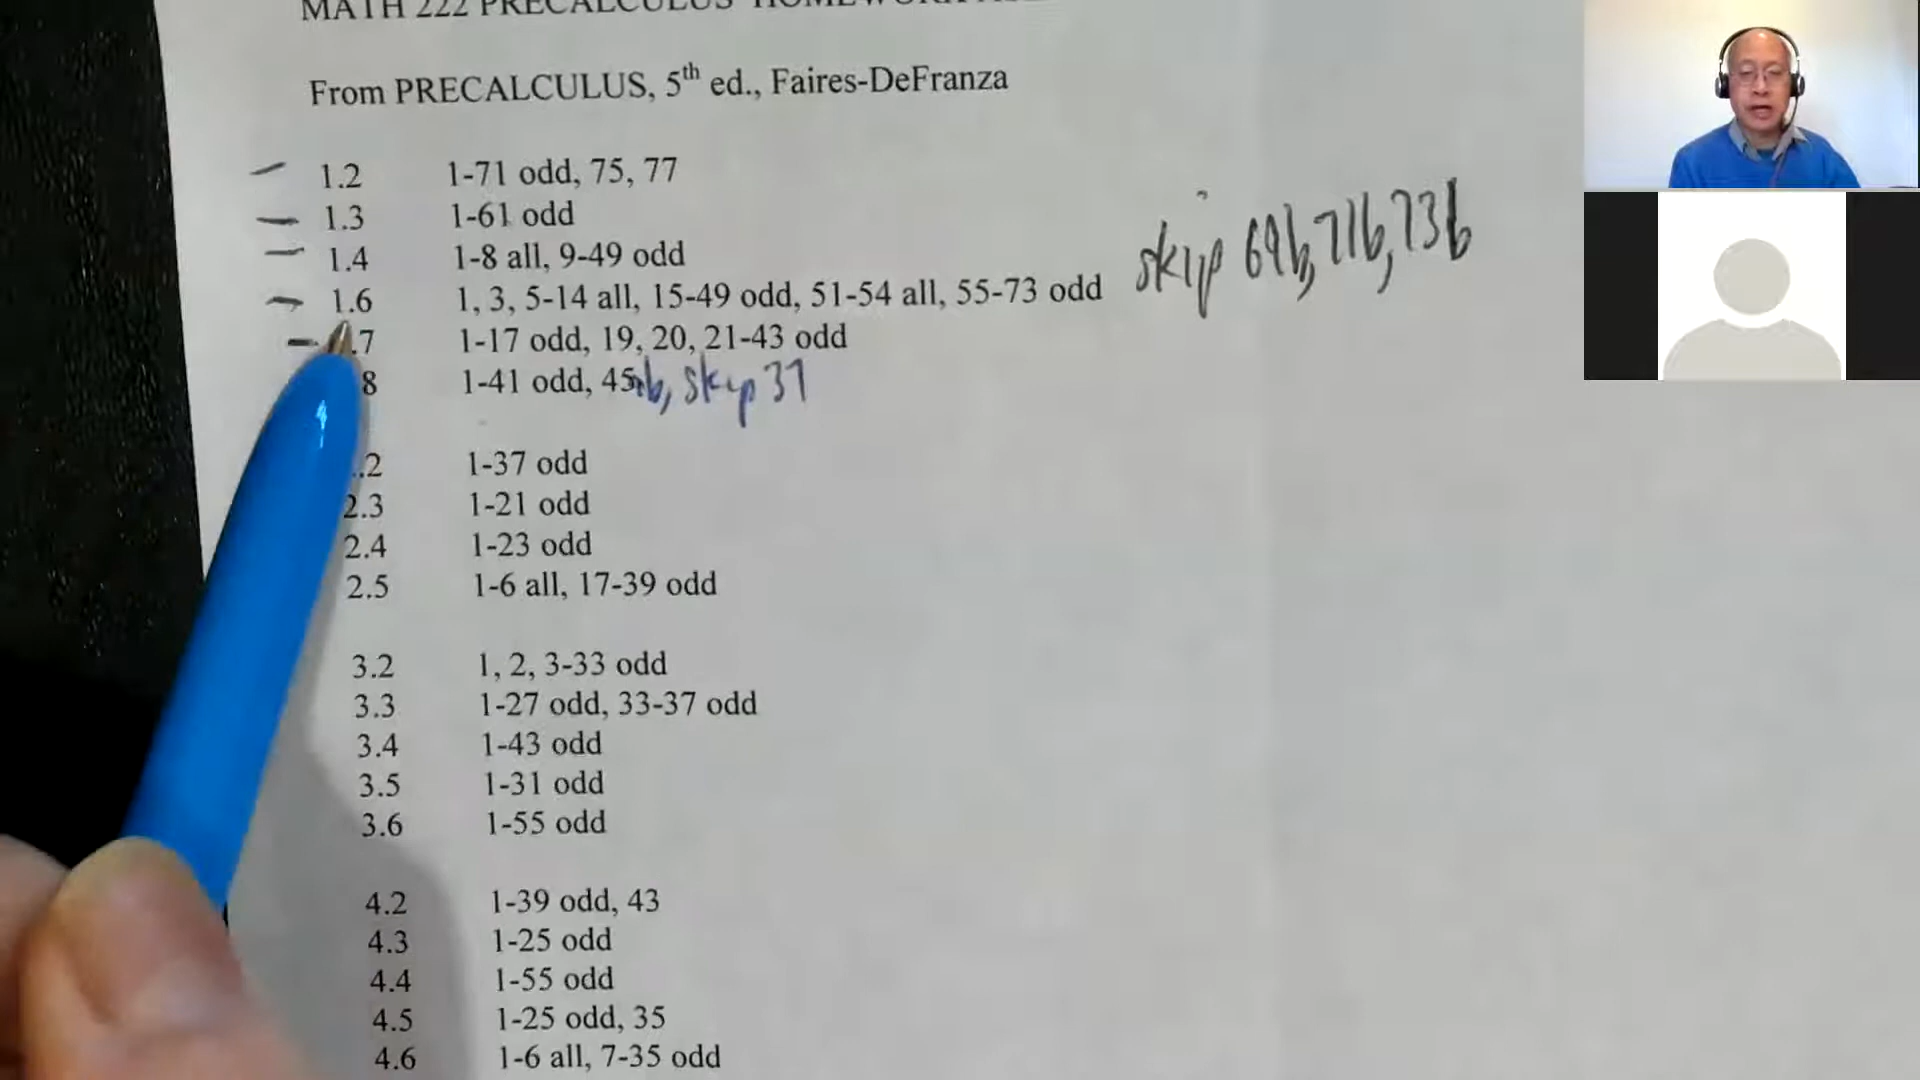 MATH 222 PRECALCULUS
From PRECALCULUS, 5th ed., Faires-DeFranza
1.2 1-71 odd, 75, 77
1.3 1-61 odd
1.4 1-8 all, 9-49 odd
1.6 1, 3, 5-14 all, 15-49 odd, 51-54 all, 55-73 odd skip 69b, 71b, 73b
.7 1-17 odd, 19, 20, 21-43 odd
8 1-41 odd, 45ab, skip 37
.2 1-37 odd
2.3 1-21 odd
2.4 1-23 odd
2.5 1-6 all, 17-39 odd
3.2 1, 2, 3-33 odd
3.3 1-27 odd, 33-37 odd
3.4 1-43 odd
3.5 1-31 odd
3.6 1-55 odd
4.2 1-39 odd, 43
4.3 1-25 odd
4.4 1-55 odd
4.5 1-25 odd, 35
4.6 1-6 all, 7-35 odd